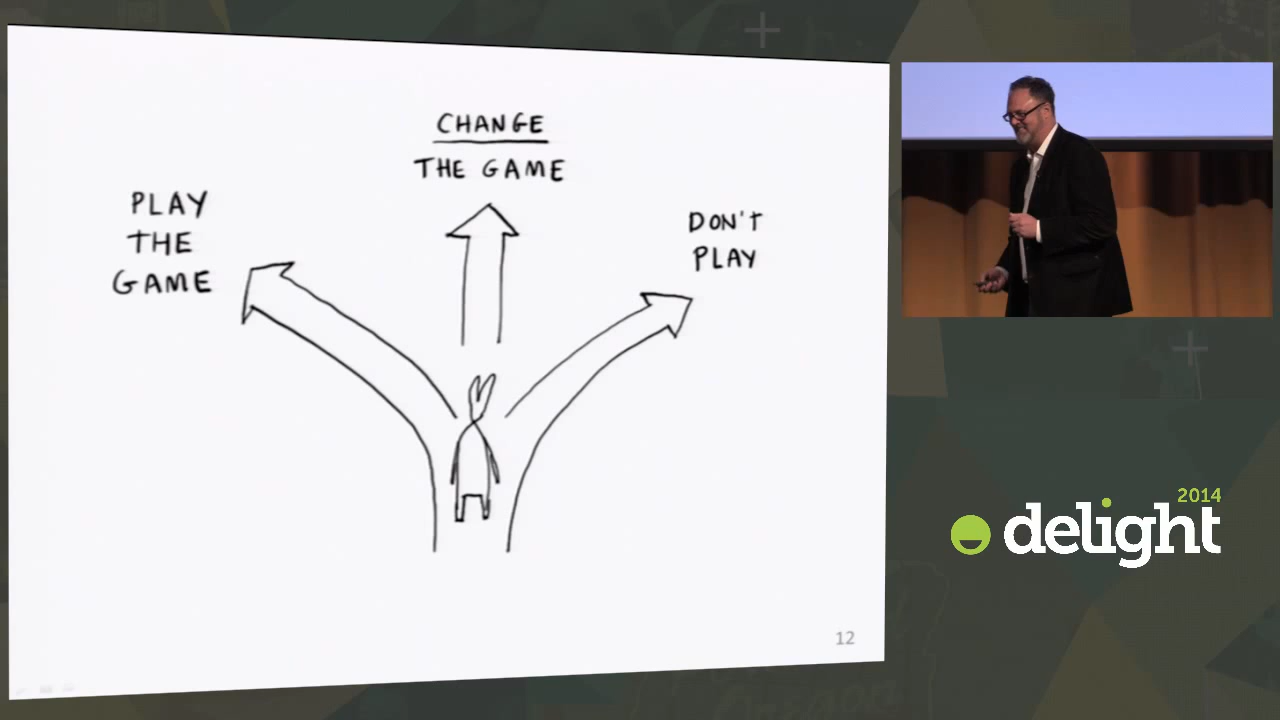 CHANGE
THE GAME
PLAY
THE
GAME
DON'T
PLAY
12
2014
delight